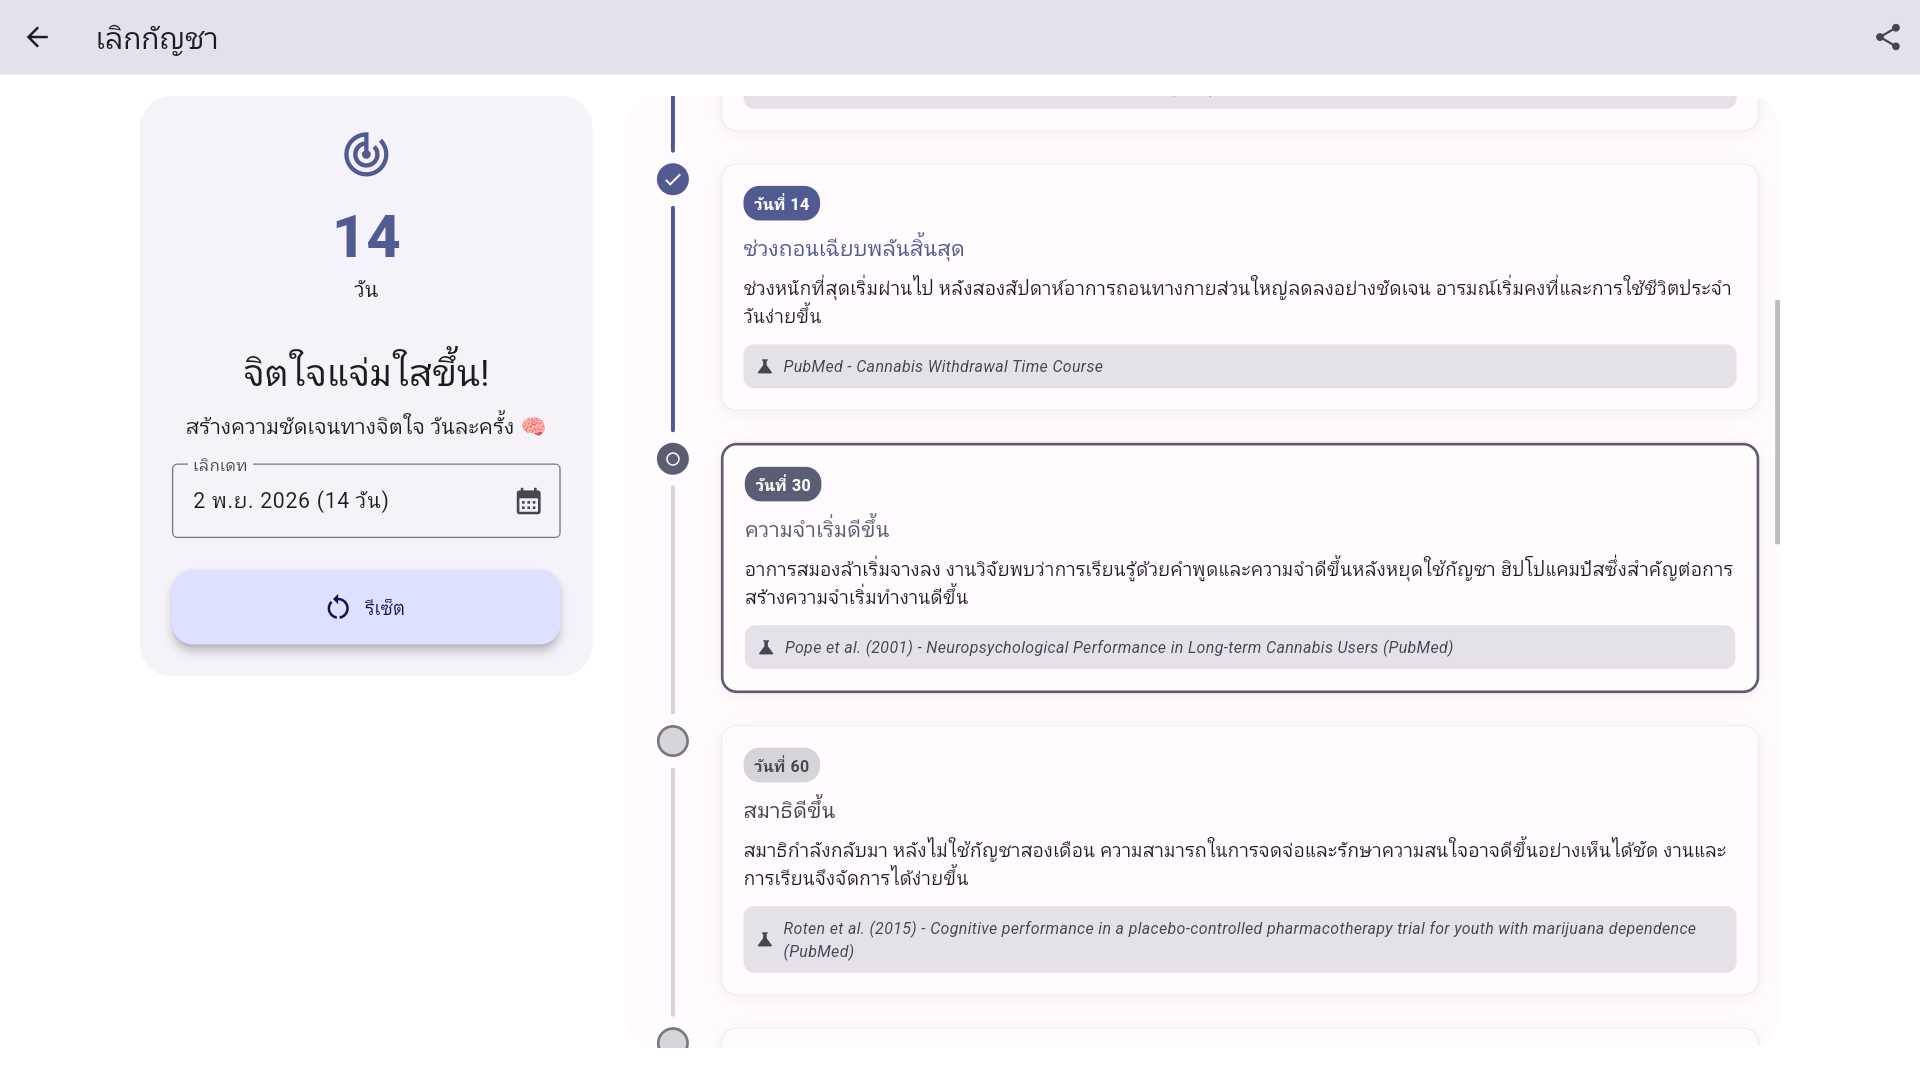 เลิกกัญชา
14
วัน
จิตใจแจ่มใสขึ้น!
สร้างความชัดเจนทางจิตใจ วันละครั้ง 🧠
เลิกเดท
2 พ.ย. 2026 (14 วัน)
รีเซ็ต
วันที่ 14
ช่วงถอนเฉียบพลันสิ้นสุด
ช่วงหนักที่สุดเริ่มผ่านไป หลังสองสัปดาห์อาการถอนทางกายส่วนใหญ่ลดลงอย่างชัดเจน อารมณ์เริ่มคงที่และการใช้ชีวิตประจำ
วันง่ายขึ้น
PubMed - Cannabis Withdrawal Time Course
วันที่ 30
ความจำเริ่มดีขึ้น
อาการสมองล้าเริ่มจางลง งานวิจัยพบว่าการเรียนรู้ด้วยคำพูดและความจำดีขึ้นหลังหยุดใช้กัญชา ฮิปโปแคมปัสซึ่งสำคัญต่อการ
สร้างความจำเริ่มทำงานดีขึ้น
Pope et al. (2001) - Neuropsychological Performance in Long-term Cannabis Users (PubMed)
วันที่ 60
สมาธิดีขึ้น
สมาธิกำลังกลับมา หลังไม่ใช้กัญชาสองเดือน ความสามารถในการจดจ่อและรักษาความสนใจอาจดีขึ้นอย่างเห็นได้ชัด งานและ
การเรียนจึงจัดการได้ง่ายขึ้น
Roten et al. (2015) - Cognitive performance in a placebo-controlled pharmacotherapy trial for youth with marijuana dependence
(PubMed)